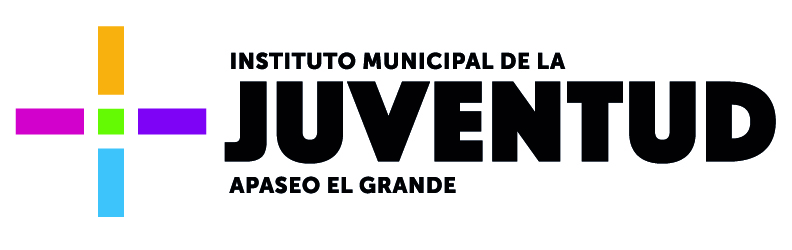 INSTITUTO MUNICIPAL DE LA
JUVENTUD
APASEO EL GRANDE